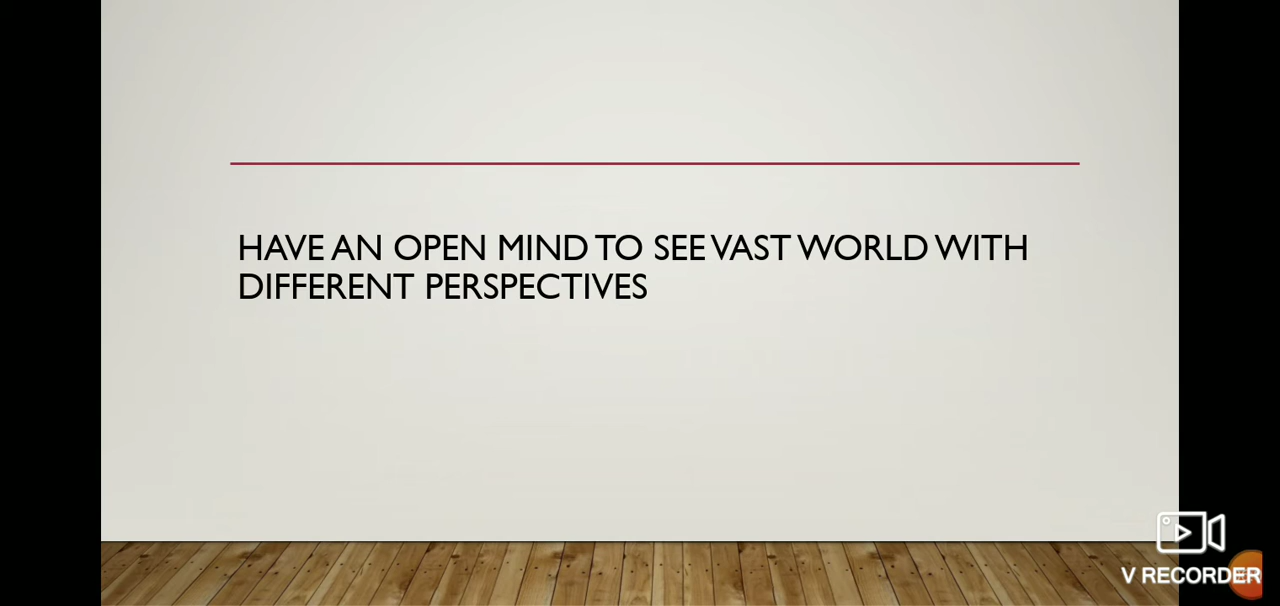 HAVE AN OPEN MIND TO SEE VAST WORLD WITH
DIFFERENT PERSPECTIVES
V RECORDER